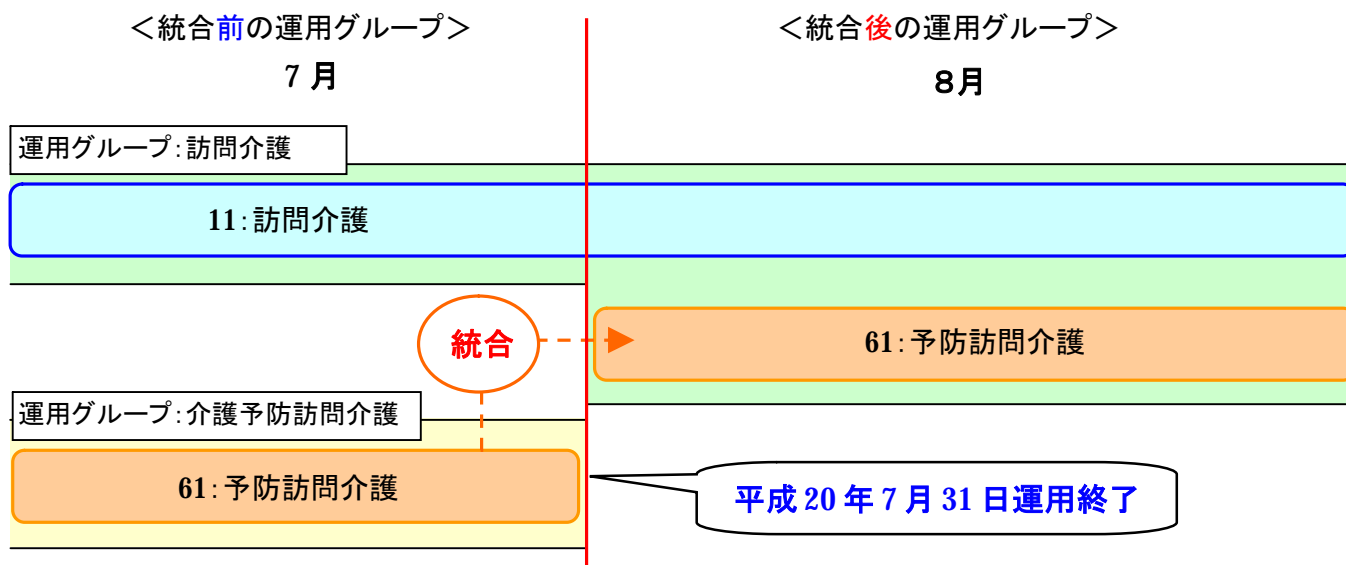 ＜統合前の運用グループ＞
7 月
＜統合後の運用グループ＞
８月
運用グループ：訪問介護
11：訪問介護
統合
61：予防訪問介護
運用グループ：介護予防訪問介護
61：予防訪問介護
平成 20 年 7 月 31 日運用終了